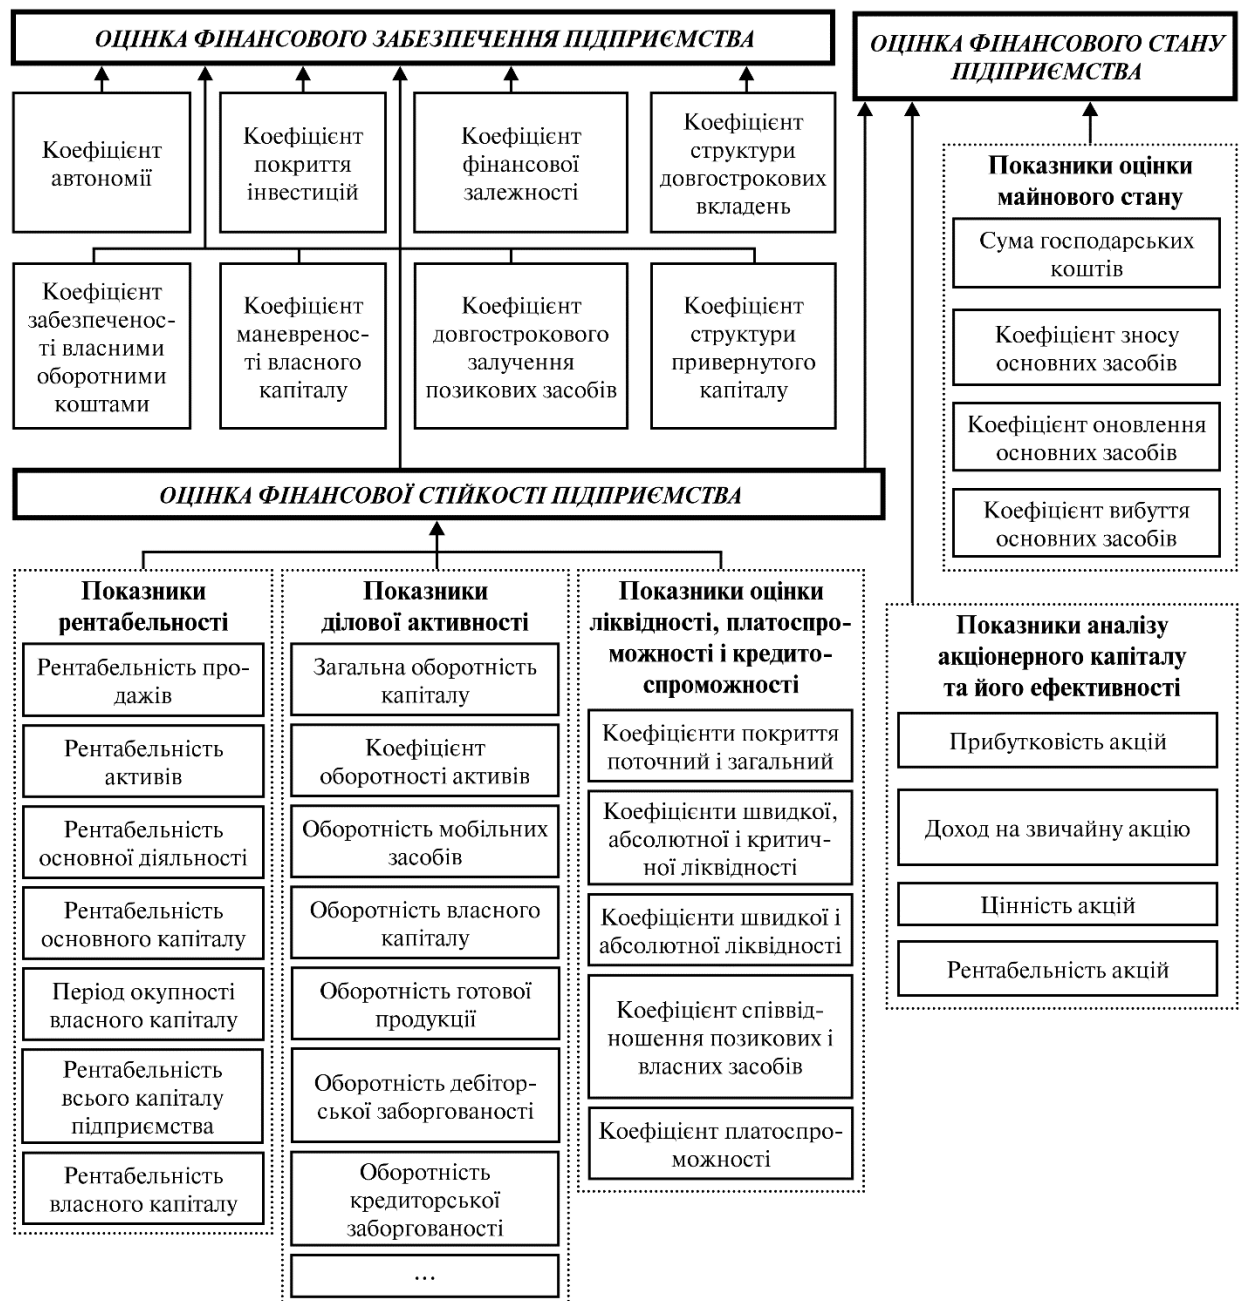 ОЦІНКА ФІНАНСОВОГО ЗАБЕЗПЕЧЕННЯ ПІДПРИЄМСТВА
ОЦІНКА ФІНАНСОВОГО СТАНУ
ПІДПРИЄМСТВА
Коефіцієнт
автономії
Коефіцієнт
покриття
інвестицій
Коефіцієнт
фінансової
залежності
Коефіцієнт
структури
довгострокових
вкладень
Коефіцієнт
забезпеченос-
ті власними
оборотними
коштами
Коефіцієнт
маневренос-
ті власного
капіталу
Коефіцієнт
довгострокового
залучення
позикових засобів
Коефіцієнт
структури
привернутого
капіталу
Показники оцінки
майнового стану
Сума господарських
коштів
Коефіцієнт зносу
основних засобів
Коефіцієнт оновлення
основних засобів
Коефіцієнт вибуття
основних засобів
ОЦІНКА ФІНАНСОВОЇ СТІЙКОСТІ ПІДПРИЄМСТВА
Показники
рентабельності
Рентабельність про-
дажів
Рентабельність
активів
Рентабельність
основної діяльності
Рентабельність
основного капіталу
Період окупності
власного капіталу
Рентабельність
всього капіталу
підприємства
Рентабельність
власного капіталу
Показники
ділової активності
Загальна оборотність
капіталу
Коефіцієнт
оборотності активів
Оборотність мобільних
засобів
Оборотність власного
капіталу
Оборотність готової
продукції
Оборотність дебітор-
ської заборгованості
Оборотність
кредиторської
заборгованості
…
Показники оцінки
ліквідності, платоспро-
можності і кредито-
спроможності
Коефіцієнти покриття
поточний і загальний
Коефіцієнти швидкої,
абсолютної і критич-
ної ліквідності
Коефіцієнти швидкої і
абсолютної ліквідності
Коефіцієнт співвід-
ношення позикових і
власних засобів
Коефіцієнт платоспро-
можності
Показники аналізу
акціонерного капіталу
та його ефективності
Прибутковість акцій
Доход на звичайну акцію
Цінність акцій
Рентабельність акцій